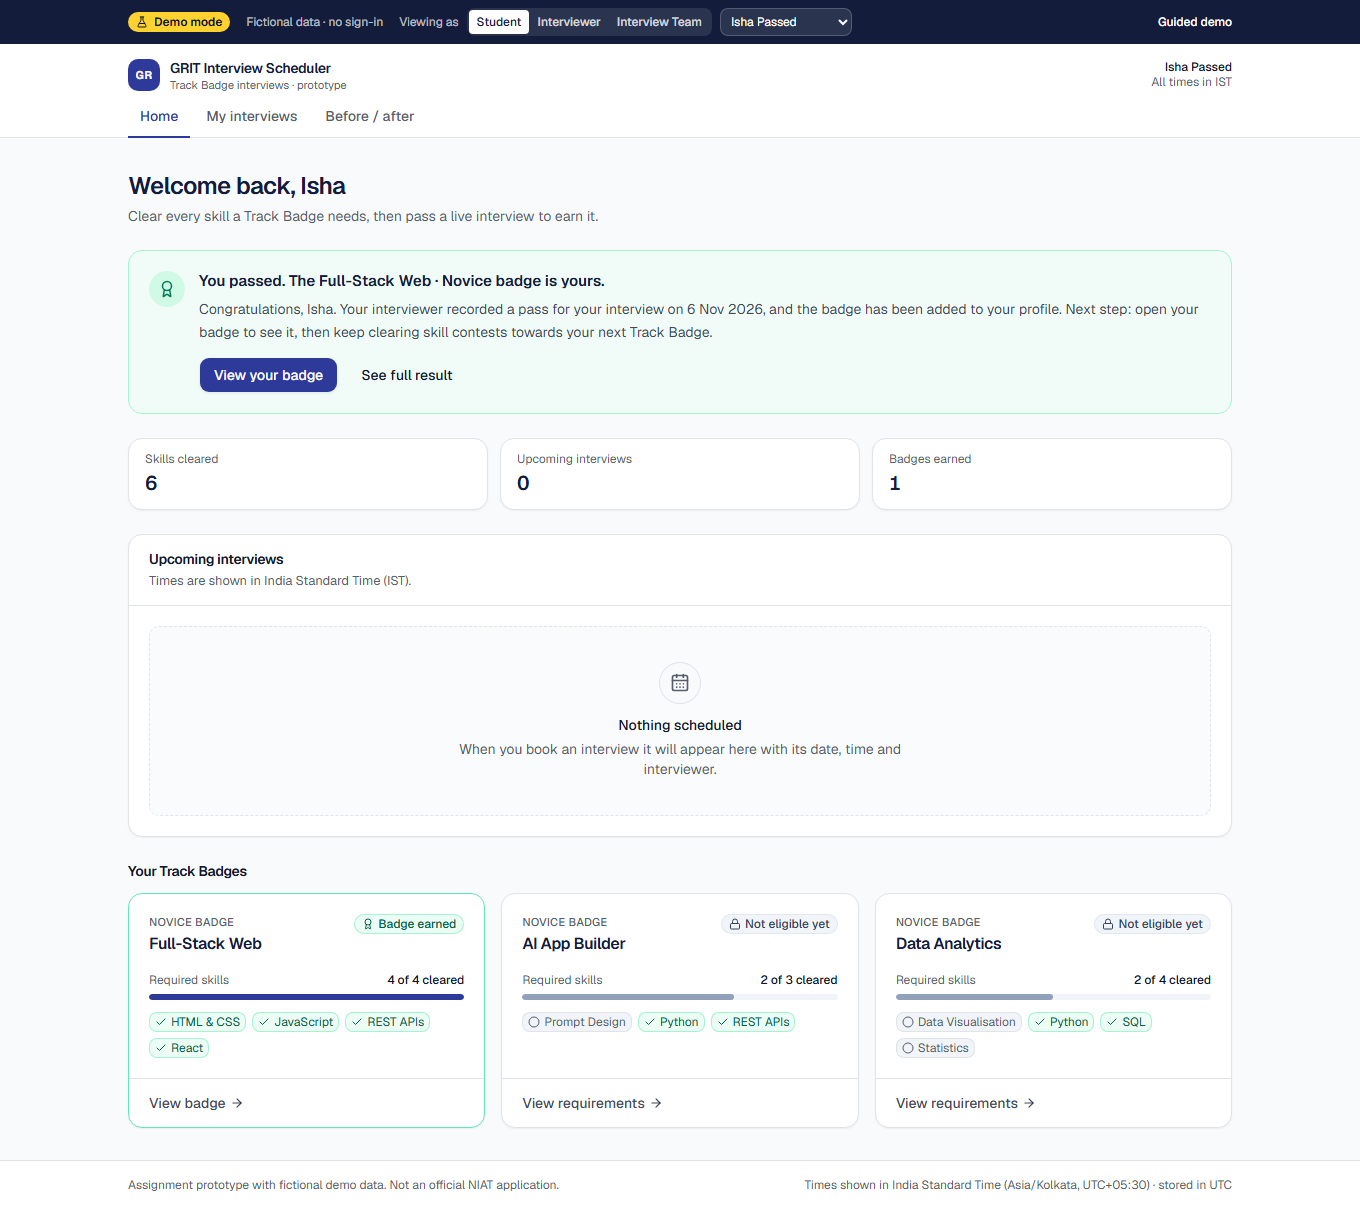 Demo mode
Fictional data · no sign-in
Viewing as
Student
Interviewer
Interview Team
Isha Passed
Guided demo
GR
GRIT Interview Scheduler
Track Badge interviews · prototype
Isha Passed
All times in IST
Home
My interviews
Before / after
Welcome back, Isha
Clear every skill a Track Badge needs, then pass a live interview to earn it.
You passed. The Full-Stack Web · Novice badge is yours.
Congratulations, Isha. Your interviewer recorded a pass for your interview on 6 Nov 2026, and the badge has been added to your profile. Next step: open your
badge to see it, then keep clearing skill contests towards your next Track Badge.
View your badge
See full result
Skills cleared
6
Upcoming interviews
0
Badges earned
1
Upcoming interviews
Times are shown in India Standard Time (IST).
Nothing scheduled
When you book an interview it will appear here with its date, time and
interviewer.
Your Track Badges
NOVICE BADGE
Badge earned
Full-Stack Web
Required skills
4 of 4 cleared
HTML & CSS
JavaScript
REST APIs
React
View badge →
NOVICE BADGE
Not eligible yet
AI App Builder
Required skills
2 of 3 cleared
Prompt Design
Python
REST APIs
View requirements →
NOVICE BADGE
Not eligible yet
Data Analytics
Required skills
2 of 4 cleared
Data Visualisation
Python
SQL
Statistics
View requirements →
Assignment prototype with fictional demo data. Not an official NIAT application.
Times shown in India Standard Time (Asia/Kolkata, UTC+05:30) · stored in UTC